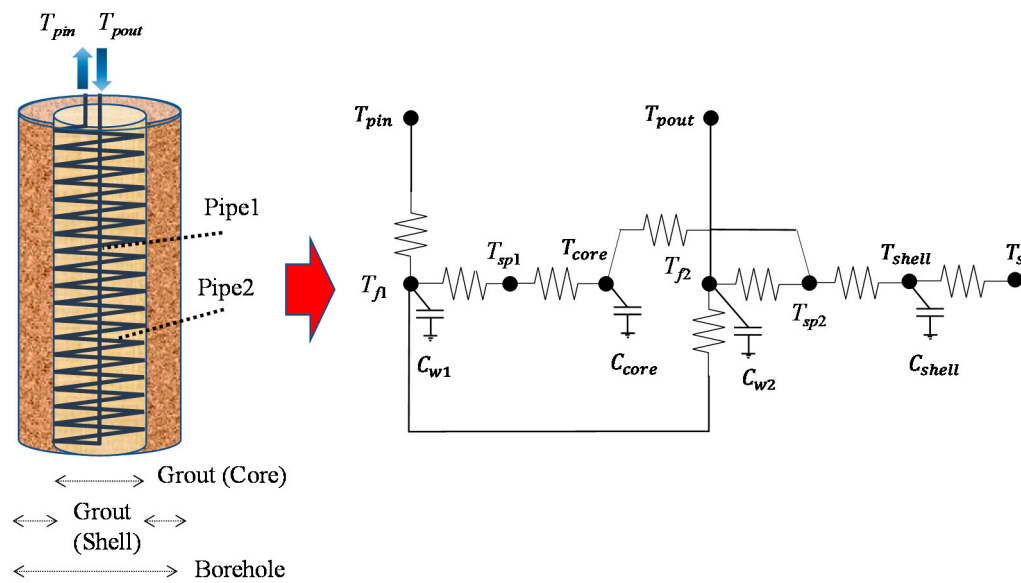 T_pin T_pout
Pipe1
Pipe2
Grout (Core)
Grout
(Shell)
Borehole
T_pin
T_pout
T_f1
T_sp1
T_core
T_f2
T_sp2
T_shell
T_s
C_w1
C_core
C_w2
C_shell